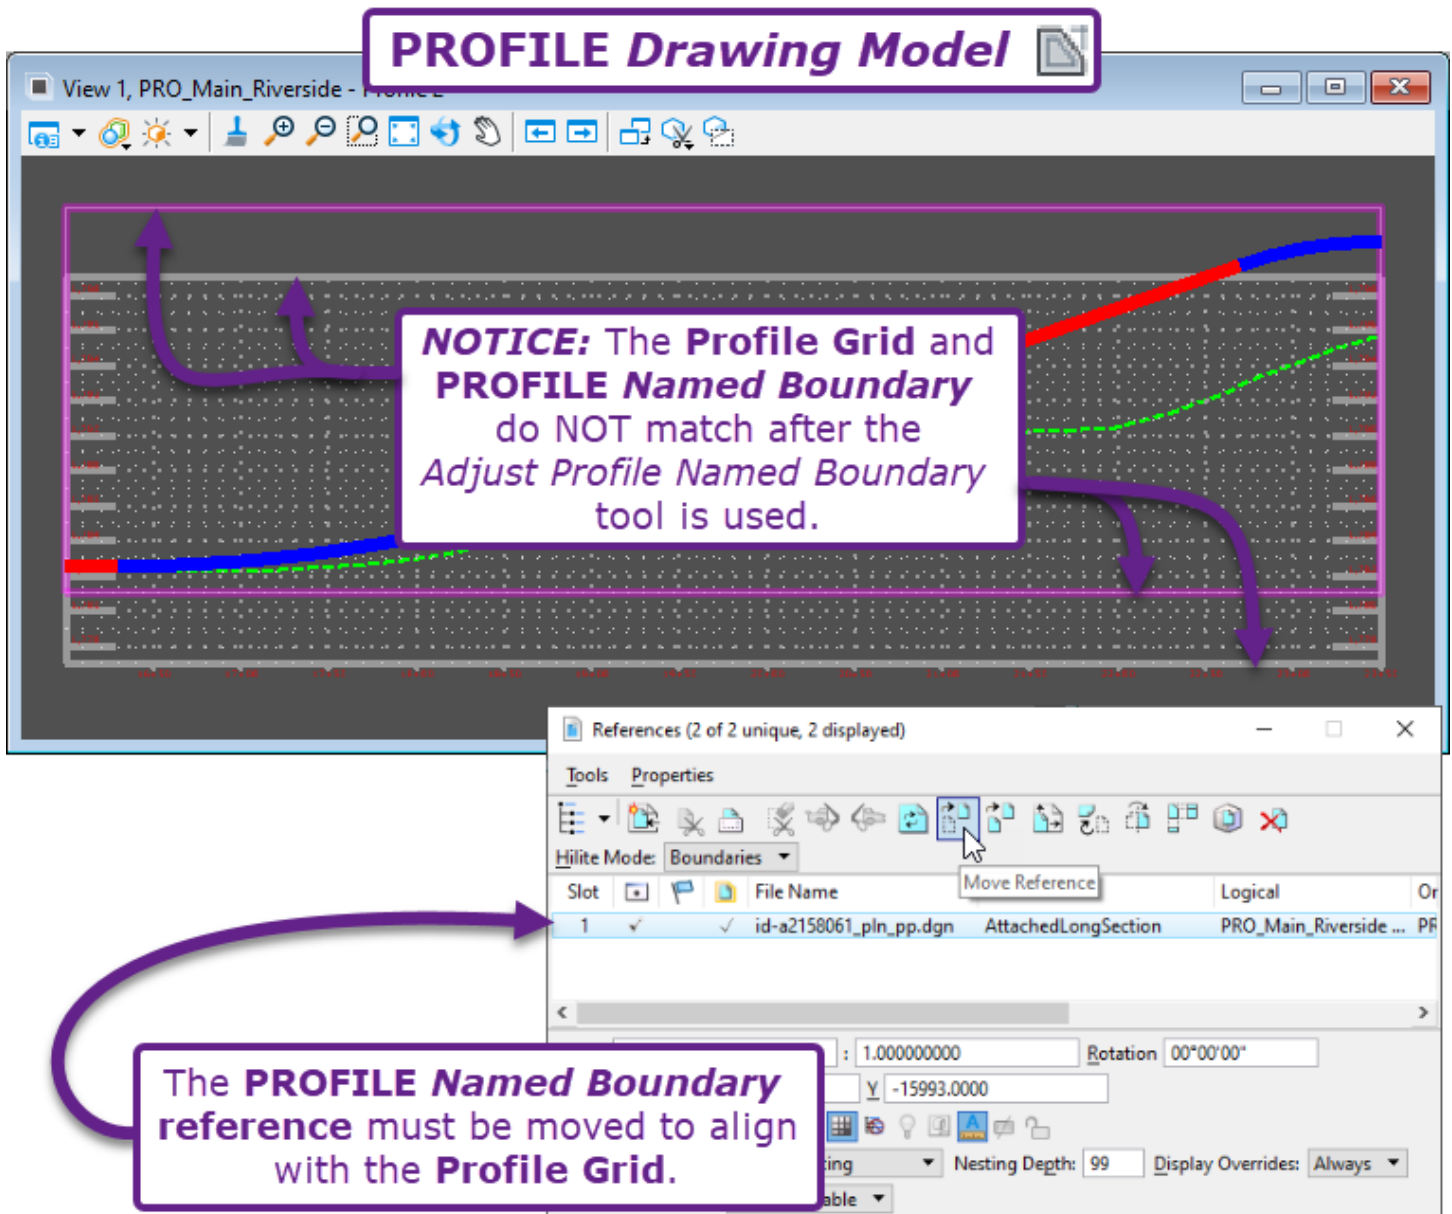 PROFILE Drawing Model
View 1, PRO_Main_Riverside -
NOTICE: The Profile Grid and
PROFILE Named Boundary
do NOT match after the
Adjust Profile Named Boundary
tool is used.
References (2 of 2 unique, 2 displayed)
Tools Properties
Hilite Mode: Boundaries
Move Reference
Slot File Name Logical Or
1 id-a2158061_pln_pp.dgn AttachedLongSection PRO_Main_Riverside ... PR
: 1.000000000 Rotation 00°00'00"
Y -15993.0000
ting Nesting Depth: 99 Display Overrides: Always
able
The PROFILE Named Boundary
reference must be moved to align
with the Profile Grid.